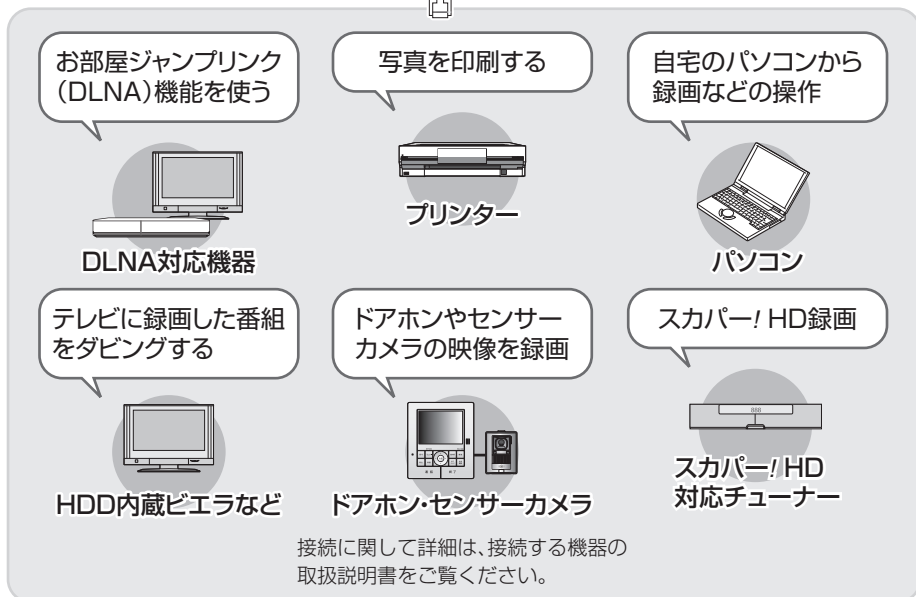 お部屋ジャンプリンク
（DLNA）機能を使う
DLNA対応機器
写真を印刷する
プリンター
自宅のパソコンから
録画などの操作
パソコン
テレビに録画した番組
をダビングする
HDD内蔵ビエラなど
ドアホンやセンサー
カメラの映像を録画
ドアホン・センサーカメラ
スカパー! HD録画
888
スカパー! HD
対応チューナー
接続に関して詳細は、接続する機器の
取扱説明書をご覧ください。